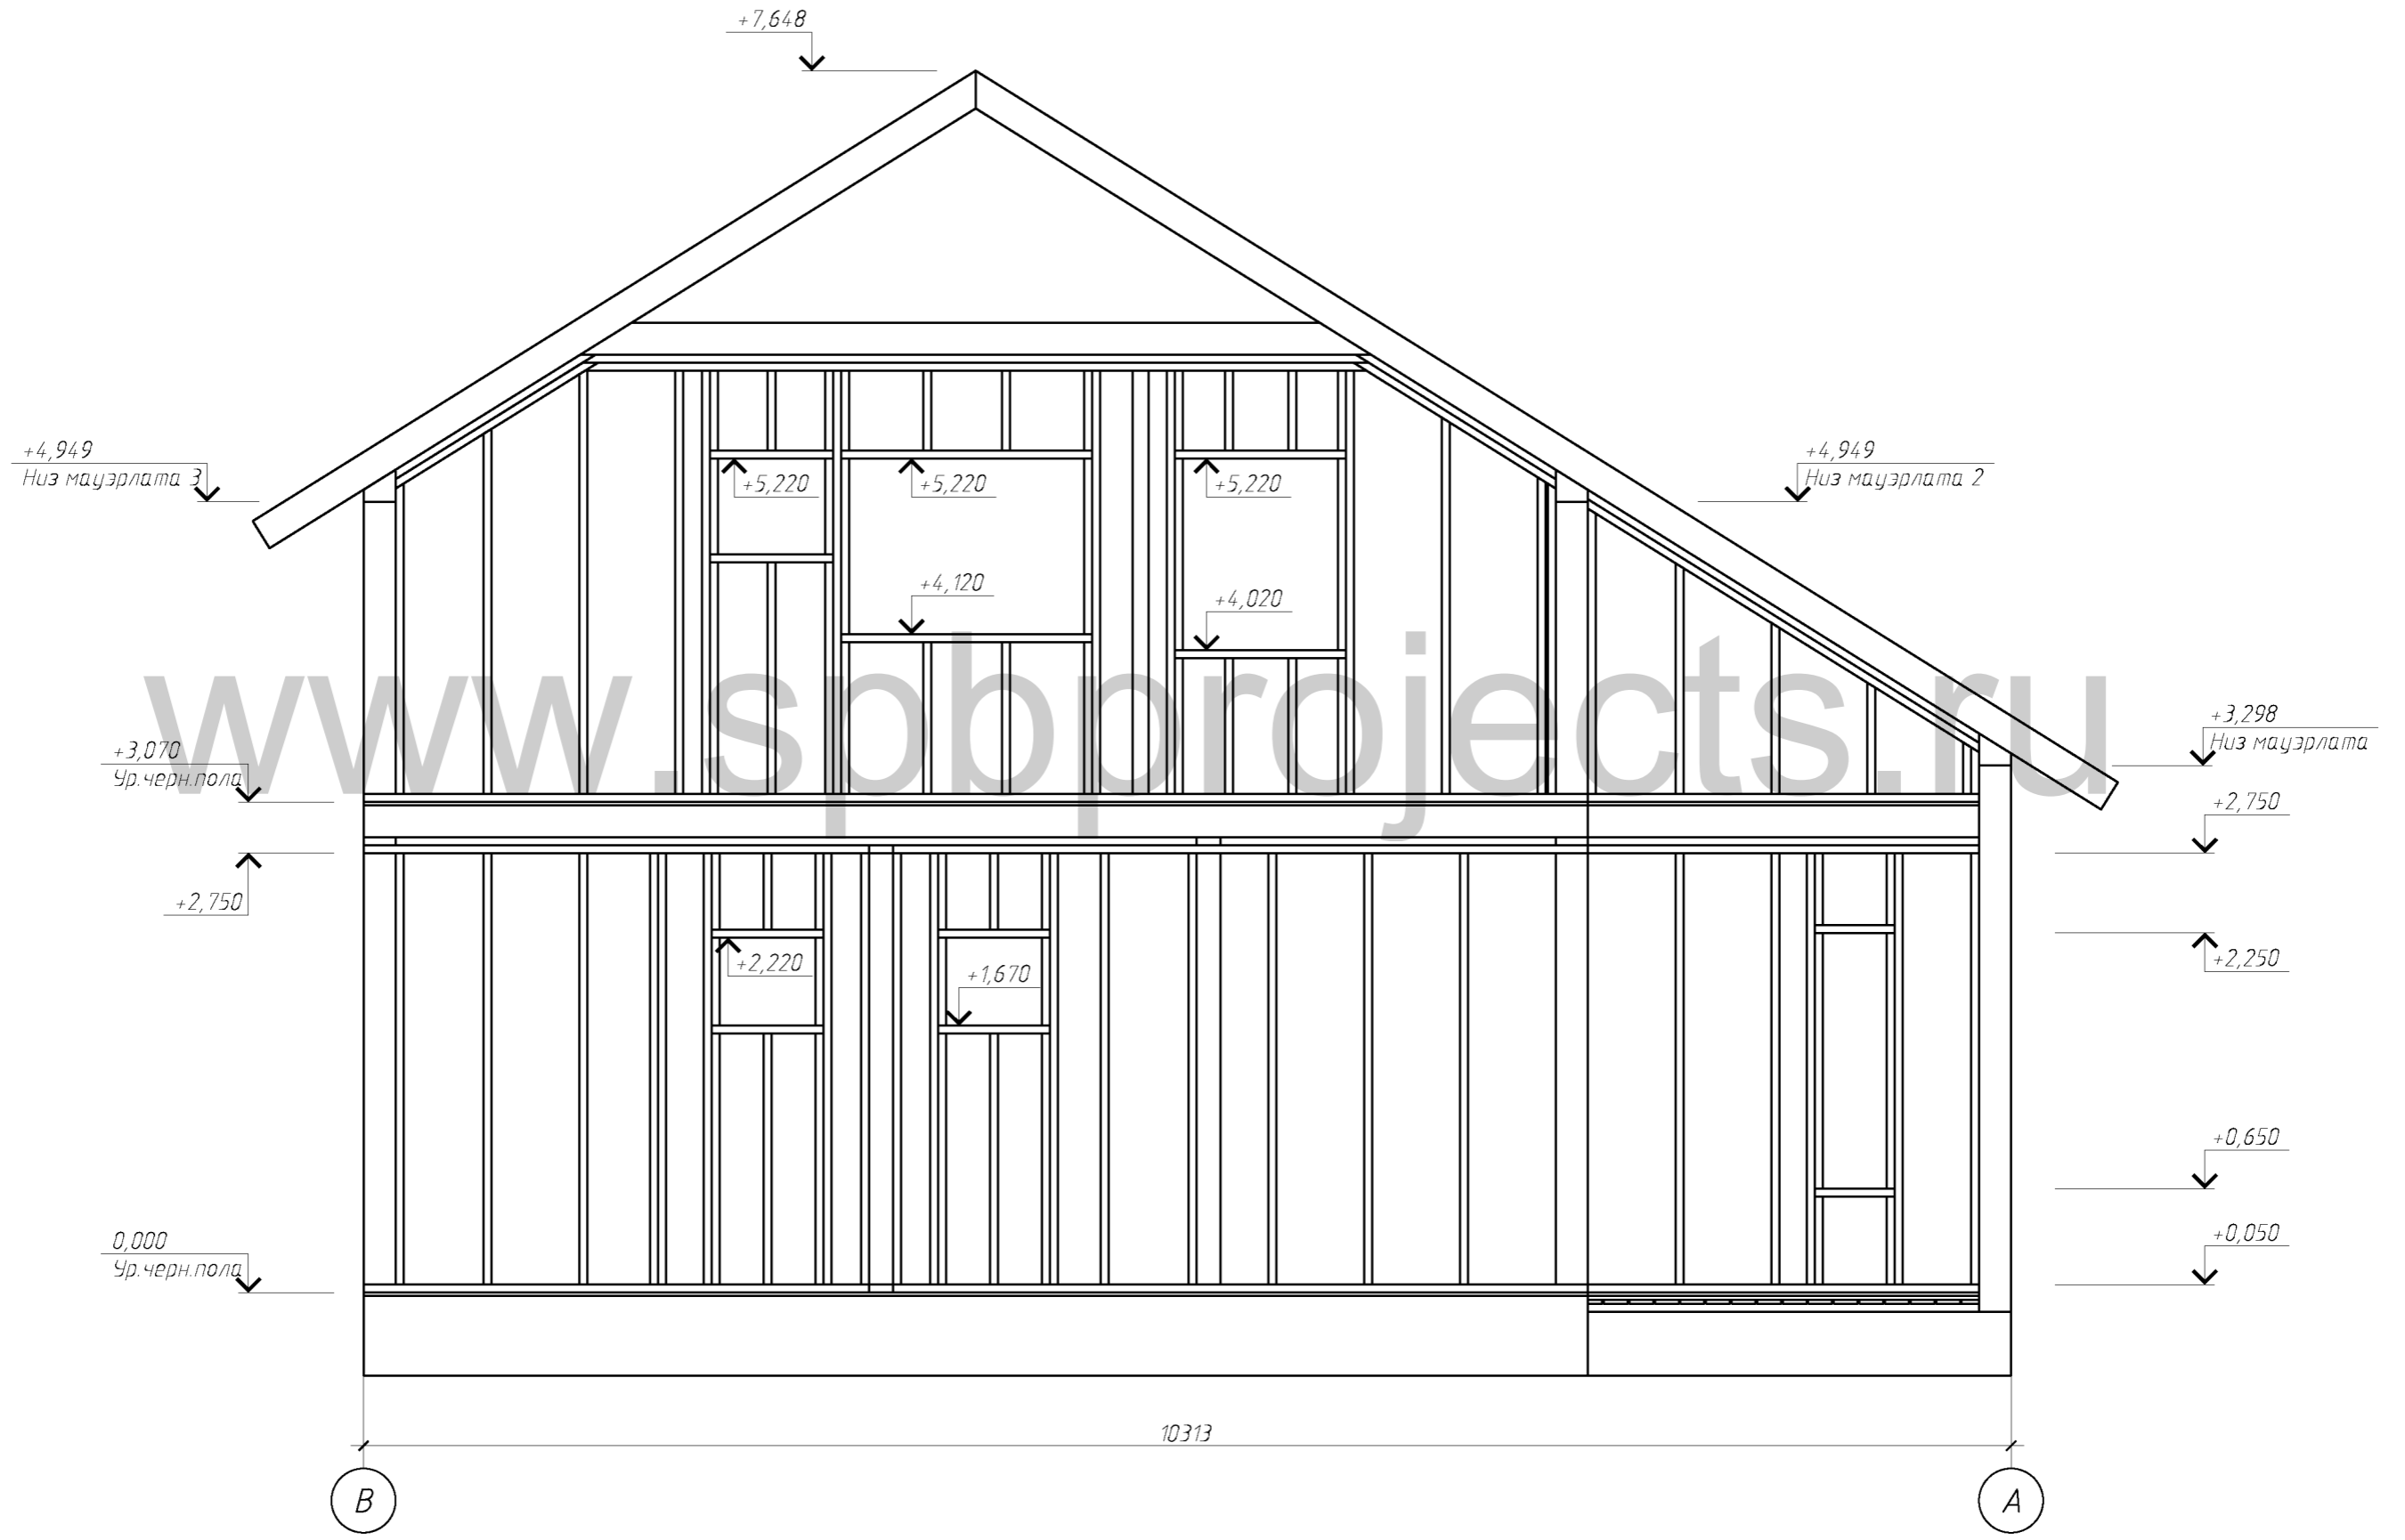 +7,648
+4,949
Низ мауэрлата 3
+4,949
Низ мауэрлата 2
+5,220
+5,220
+5,220
+4,120
+4,020
www.spbprojects.ru
+3,070
Ур.черн.пола
+3,298
Низ мауэрлата
+2,750
+2,750
+2,220
+1,670
+2,250
+0,650
0,000
Ур.черн.пола
+0,050
10313
В
А